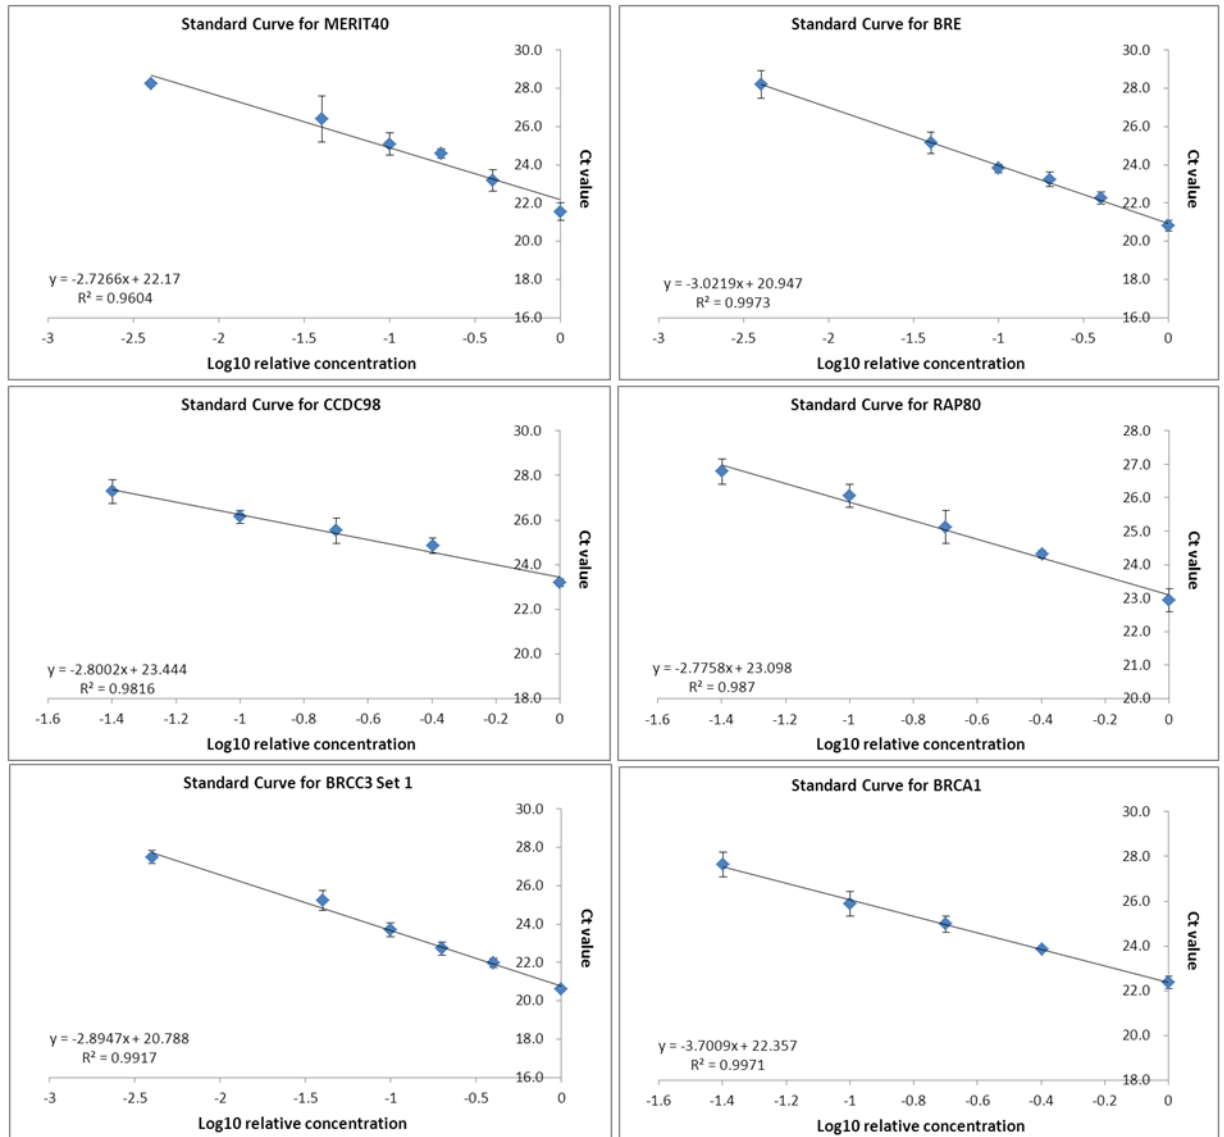 Standard Curve for MERIT40
30.0
28.0
26.0
24.0
22.0
20.0
18.0
16.0
Ct value
y = -2.7266x + 22.17
R² = 0.9604
-3 -2.5 -2 -1.5 -1 -0.5 0
Log10 relative concentration
Standard Curve for BRE
30.0
28.0
26.0
24.0
22.0
20.0
18.0
16.0
Ct value
y = -3.0219x + 20.947
R² = 0.9973
-3 -2.5 -2 -1.5 -1 -0.5 0
Log10 relative concentration
Standard Curve for CCDC98
30.0
28.0
26.0
24.0
22.0
20.0
18.0
Ct value
y = -2.8002x + 23.444
R² = 0.9816
-1.6 -1.4 -1.2 -1 -0.8 -0.6 -0.4 -0.2 0
Log10 relative concentration
Standard Curve for RAP80
28.0
27.0
26.0
25.0
24.0
23.0
22.0
21.0
20.0
Ct value
y = -2.7758x + 23.098
R² = 0.987
-1.6 -1.4 -1.2 -1 -0.8 -0.6 -0.4 -0.2 0
Log10 relative concentration
Standard Curve for BRCC3 Set 1
30.0
28.0
26.0
24.0
22.0
20.0
18.0
16.0
Ct value
y = -2.8947x + 20.788
R² = 0.9917
-3 -2.5 -2 -1.5 -1 -0.5 0
Log10 relative concentration
Standard Curve for BRCA1
30.0
28.0
26.0
24.0
22.0
20.0
18.0
Ct value
y = -3.7009x + 22.357
R² = 0.9971
-1.6 -1.4 -1.2 -1 -0.8 -0.6 -0.4 -0.2 0
Log10 relative concentration